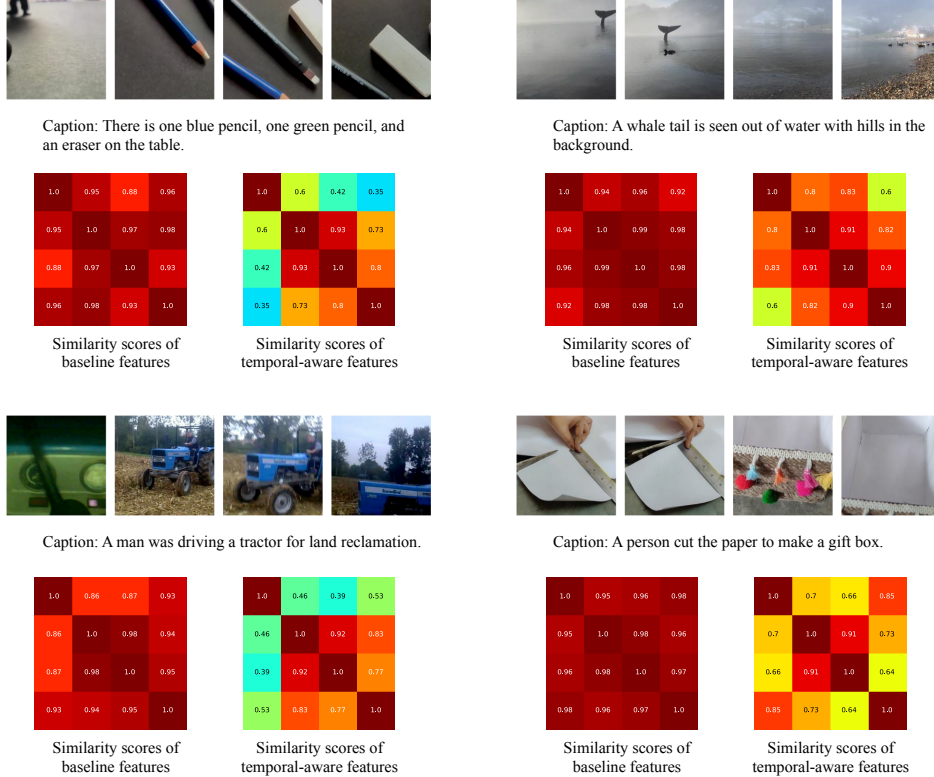 Caption: There is one blue pencil, one green pencil, and
an eraser on the table.
1.0 0.95 0.88 0.96
0.95 1.0 0.97 0.98
0.88 0.97 1.0 0.93
0.96 0.98 0.93 1.0
Similarity scores of
baseline features
1.0 0.6 0.42 0.35
0.6 1.0 0.93 0.73
0.42 0.93 1.0 0.8
0.35 0.73 0.8 1.0
Similarity scores of
temporal-aware features
Caption: A whale tail is seen out of water with hills in the
background.
1.0 0.94 0.96 0.92
0.94 1.0 0.99 0.98
0.96 0.99 1.0 0.98
0.92 0.98 0.98 1.0
Similarity scores of
baseline features
1.0 0.8 0.83 0.6
0.8 1.0 0.91 0.82
0.83 0.91 1.0 0.9
0.6 0.82 0.9 1.0
Similarity scores of
temporal-aware features
Caption: A man was driving a tractor for land reclamation.
1.0 0.86 0.87 0.93
0.86 1.0 0.98 0.94
0.87 0.98 1.0 0.95
0.93 0.94 0.95 1.0
Similarity scores of
baseline features
1.0 0.46 0.39 0.53
0.46 1.0 0.92 0.83
0.39 0.92 1.0 0.77
0.53 0.83 0.77 1.0
Similarity scores of
temporal-aware features
Caption: A person cut the paper to make a gift box.
1.0 0.95 0.96 0.98
0.95 1.0 0.98 0.96
0.96 0.98 1.0 0.97
0.98 0.96 0.97 1.0
Similarity scores of
baseline features
1.0 0.7 0.66 0.85
0.7 1.0 0.91 0.73
0.66 0.91 1.0 0.64
0.85 0.73 0.64 1.0
Similarity scores of
temporal-aware features